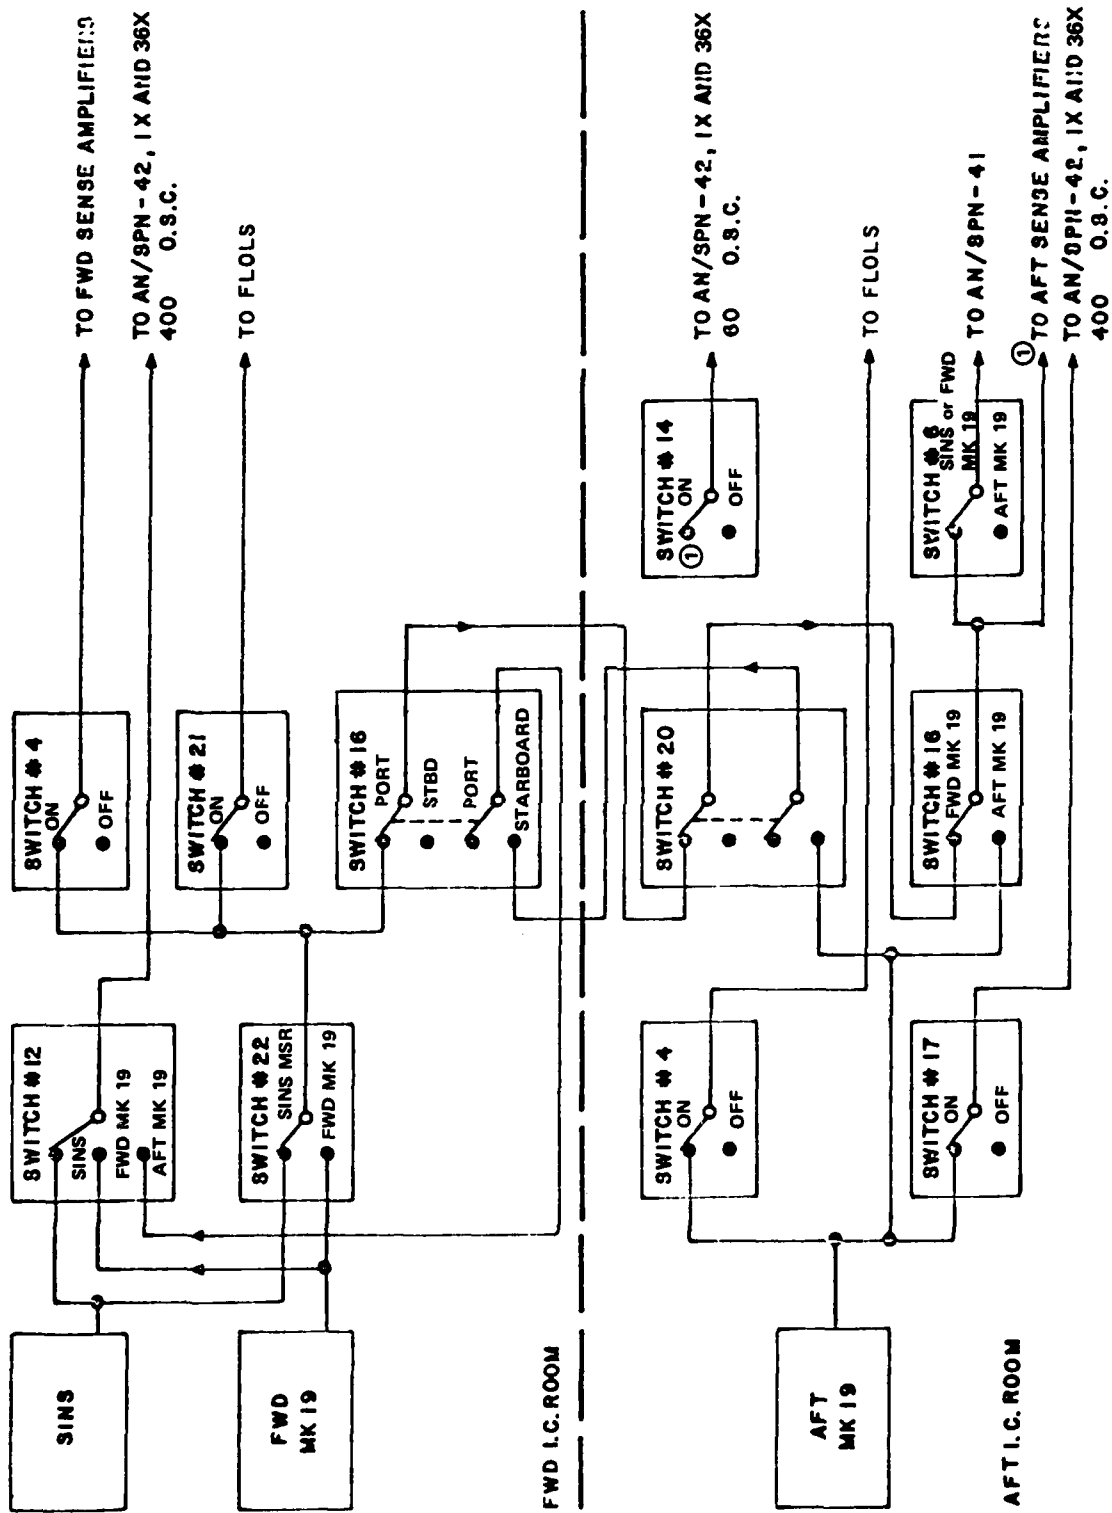 SINS
FWD
MK 19
SWITCH # 12
SINS
FWD MK 19
AFT MK 19
SWITCH # 22
SINS MSR
FWD MK 19
SWITCH # 4
ON
OFF
SWITCH # 21
ON
OFF
SWITCH # 16
PORT
STBD
PORT
STARBOARD
TO FWD SENSE AMPLIFIERS
TO AN/SPN-42, 1X AND 36X
400 O.S.C.
TO FLOLS
FWD I.C. ROOM
AFT
MK 19
SWITCH # 4
ON
OFF
SWITCH # 17
ON
OFF
SWITCH # 20
SWITCH # 16
FWD MK 19
AFT MK 19
SWITCH # 14
① ON
OFF
SWITCH # 6
SINS or FWD
MK 19
AFT MK 19
TO AN/SPN-42, 1X AND 36X
60 O.S.C.
TO FLOLS
TO AN/SPN-41
① TO AFT SENSE AMPLIFIERS
TO AN/SPN-42, 1X AND 36X
400 O.S.C.
AFT I.C. ROOM